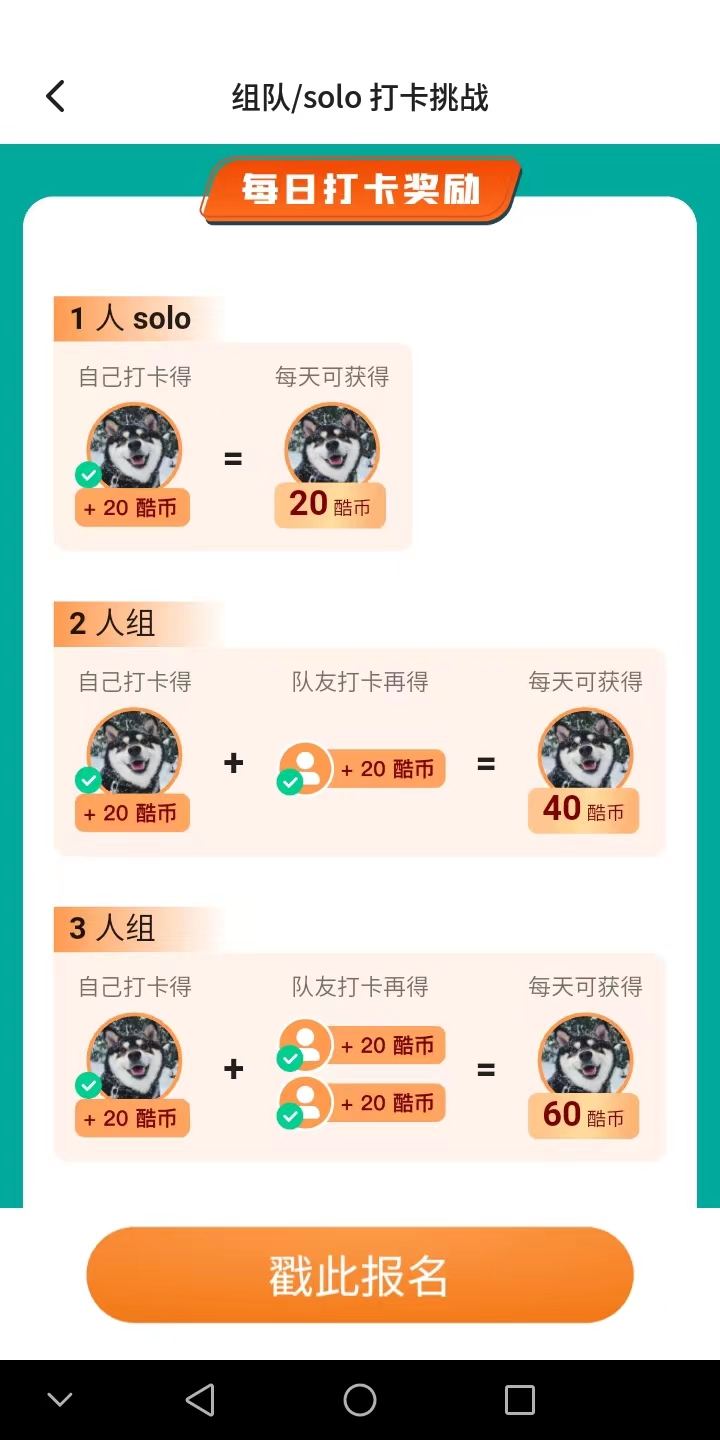 组队/solo 打卡挑战
每日打卡奖励
1 人 solo
自己打卡得 每天可获得
=
+ 20 酷币 20 酷币
2 人组
自己打卡得 队友打卡再得 每天可获得
+ + 20 酷币 =
+ 20 酷币 40 酷币
3 人组
自己打卡得 队友打卡再得 每天可获得
+ 20 酷币
+ =
+ 20 酷币 + 20 酷币 60 酷币
戳此报名